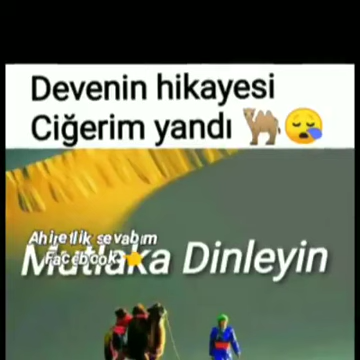 Devenin hikayesi
Ciğerim yandı 🐫😪
Ahiretlik sevabım
Facebook ⭐
Mutlaka Dinleyin